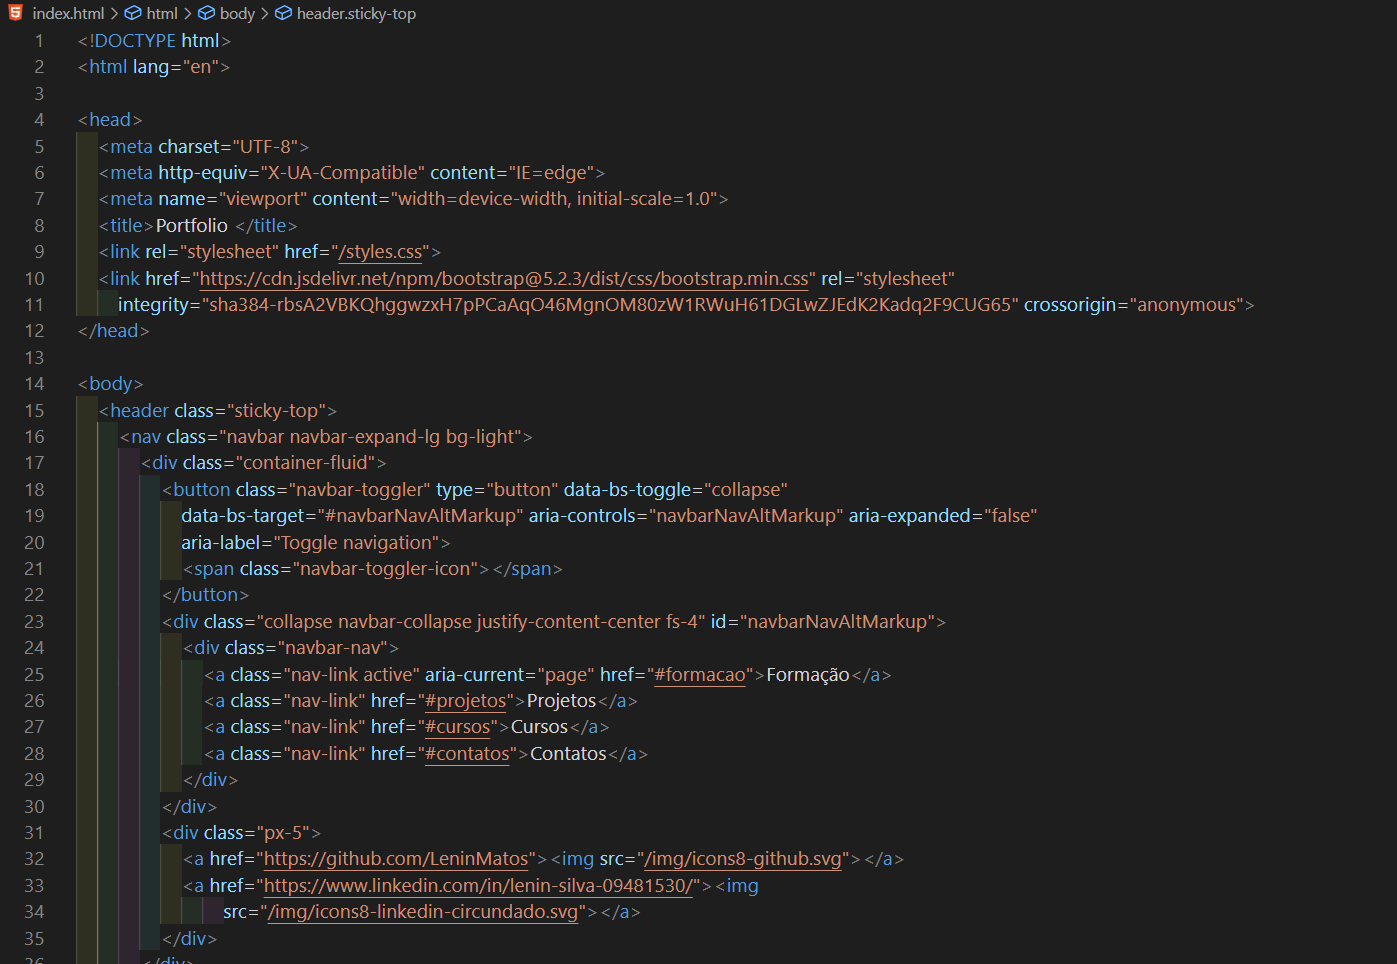 index.html > html > body > header.sticky-top
1 <!DOCTYPE html>
2 <html lang="en">
3
4 <head>
5 <meta charset="UTF-8">
6 <meta http-equiv="X-UA-Compatible" content="IE=edge">
7 <meta name="viewport" content="width=device-width, initial-scale=1.0">
8 <title>Portfolio </title>
9 <link rel="stylesheet" href="/styles.css">
10 <link href="https://cdn.jsdelivr.net/npm/bootstrap@5.2.3/dist/css/bootstrap.min.css" rel="stylesheet"
11 integrity="sha384-rbsA2VBKQhggwzxH7pPCaAqO46MgnOM80zW1RWuH61DGLwZJEdK2Kadq2F9CUG65" crossorigin="anonymous">
12 </head>
13
14 <body>
15 <header class="sticky-top">
16 <nav class="navbar navbar-expand-lg bg-light">
17 <div class="container-fluid">
18 <button class="navbar-toggler" type="button" data-bs-toggle="collapse"
19 data-bs-target="#navbarNavAltMarkup" aria-controls="navbarNavAltMarkup" aria-expanded="false"
20 aria-label="Toggle navigation">
21 <span class="navbar-toggler-icon"></span>
22 </button>
23 <div class="collapse navbar-collapse justify-content-center fs-4" id="navbarNavAltMarkup">
24 <div class="navbar-nav">
25 <a class="nav-link active" aria-current="page" href="#formacao">Formação</a>
26 <a class="nav-link" href="#projetos">Projetos</a>
27 <a class="nav-link" href="#cursos">Cursos</a>
28 <a class="nav-link" href="#contatos">Contatos</a>
29 </div>
30 </div>
31 <div class="px-5">
32 <a href="https://github.com/LeninMatos"><img src="/img/icons8-github.svg"></a>
33 <a href="https://www.linkedin.com/in/lenin-silva-09481530/"><img
34 src="/img/icons8-linkedin-circundado.svg"></a>
35 </div>
36 </div>